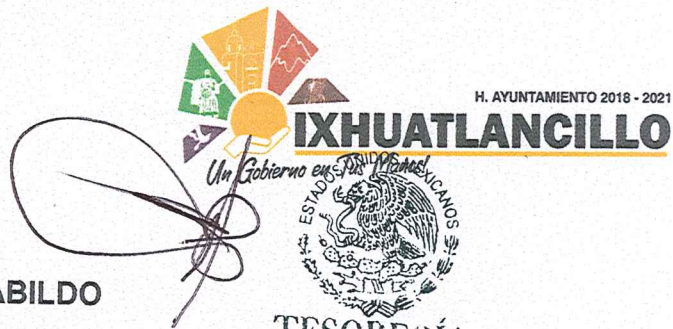 H. AYUNTAMIENTO 2018 - 2021
IXHUATLANCILLO
Un Gobierno en Tus Manos!
ESTADOS UNIDOS MEXICANOS
ABILDO
TESORERÍA